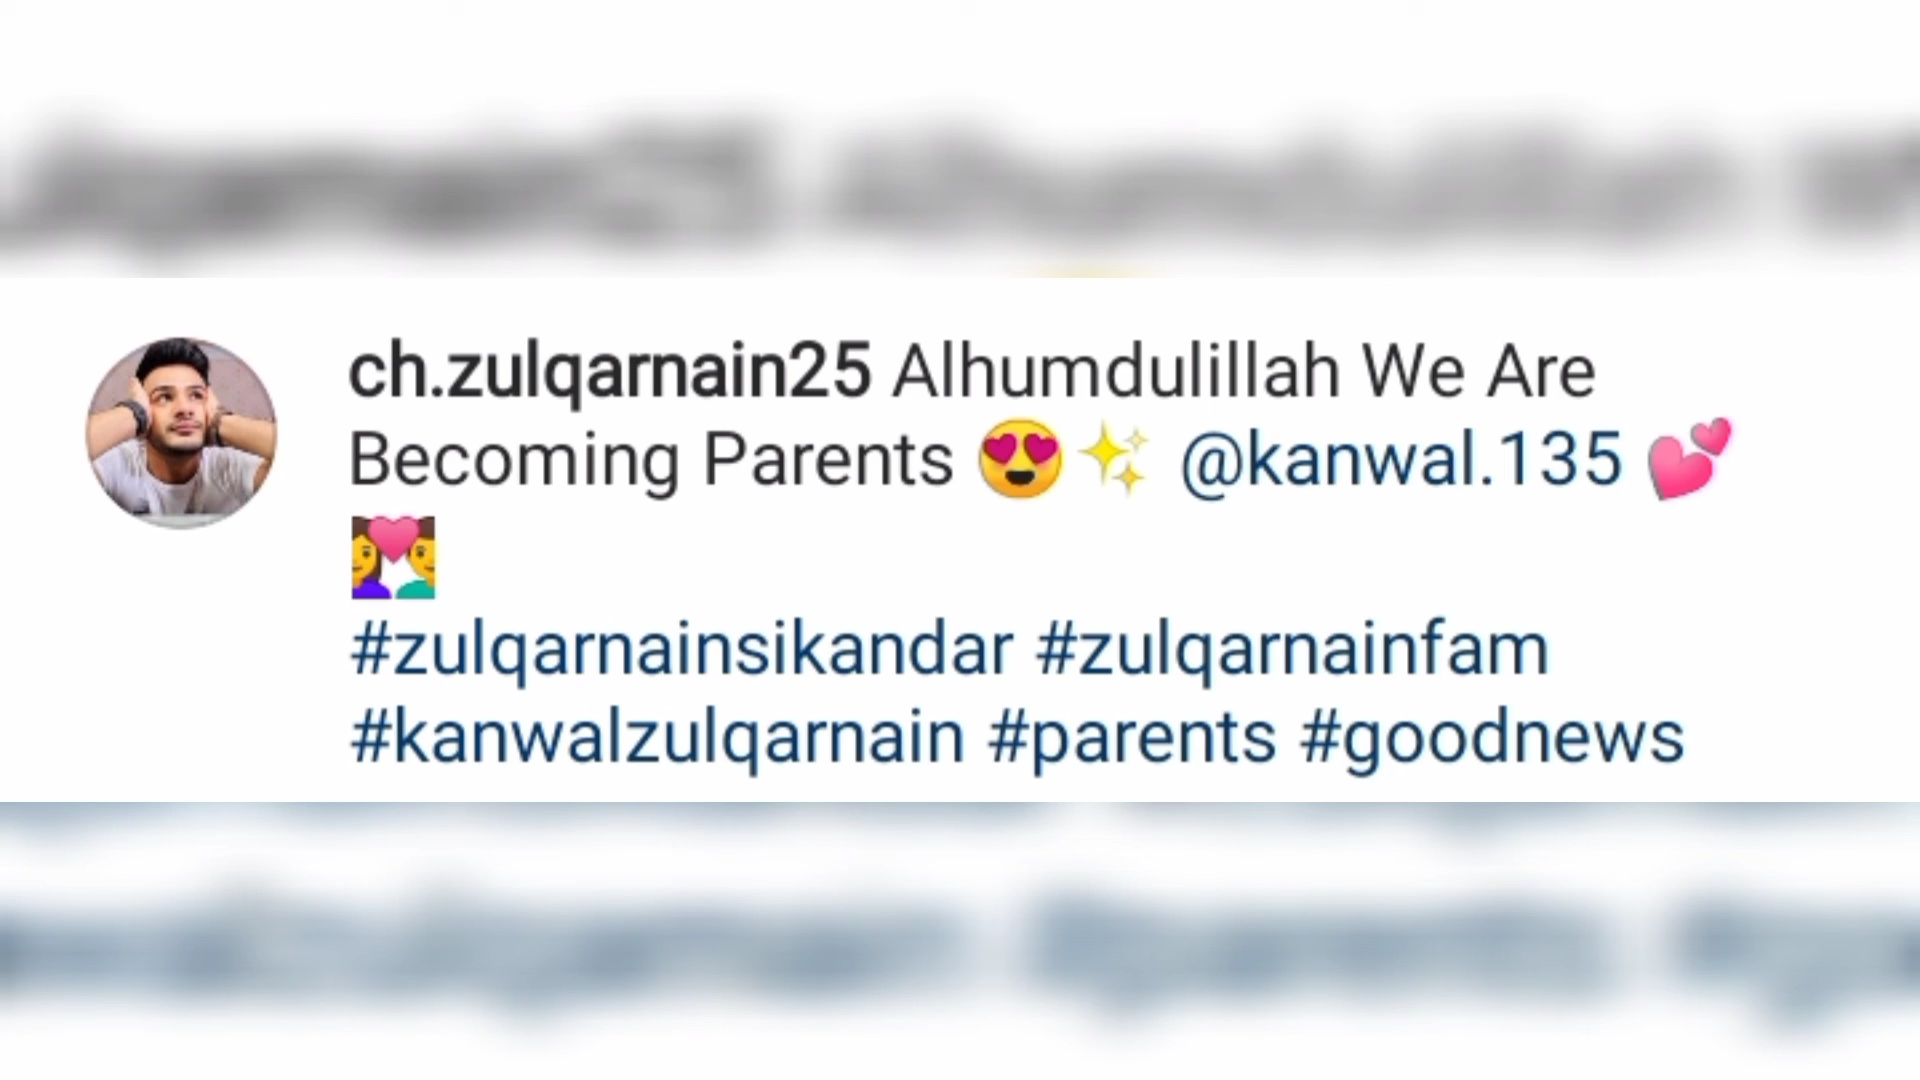 ch.zulqarnain25 Alhumdulillah We Are
Becoming Parents 😍✨ @kanwal.135 💕
👩‍❤️‍👨
#zulqarnainsikandar #zulqarnainfam
#kanwalzulqarnain #parents #goodnews